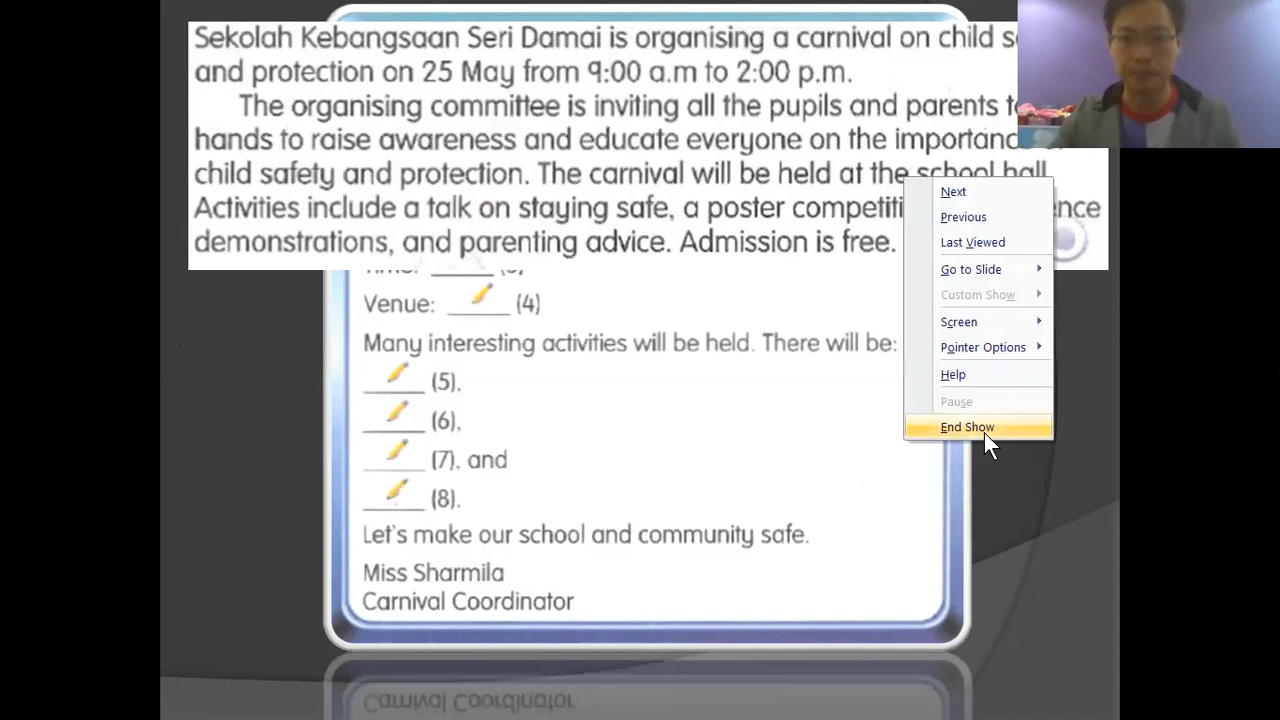 Sekolah Kebangsaan Seri Damai is organising a carnival on child
and protection on 25 May from 9:00 a.m to 2:00 p.m.
The organising committee is inviting all the pupils and parents
hands to raise awareness and educate everyone on the
child safety and protection. The carnival will be held at the school hall
Activities include a talk on staying safe, a poster
demonstrations, and parenting advice. Admission is free.
Venue: ______ (4)
Many interesting activities will be held. There will be:
______ (5),
______ (6),
______ (7), and
______ (8).
Let's make our school and community safe.
Miss Sharmila
Carnival Coordinator
Next
Previous
Last Viewed
Go to Slide
Custom Show
Screen
Pointer Options
Help
Pause
End Show